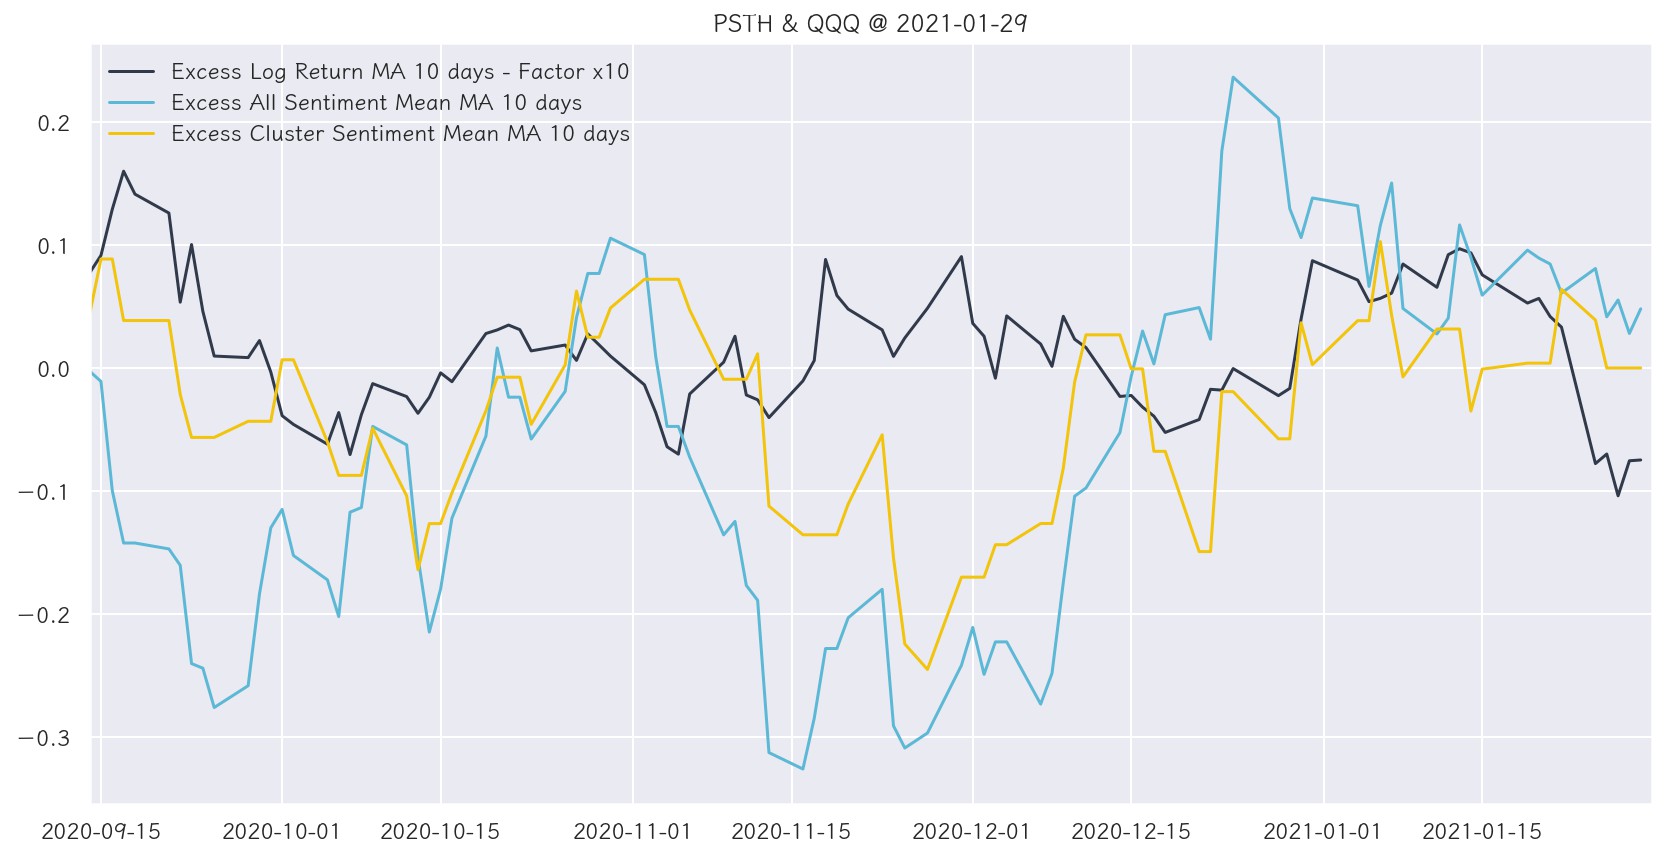 PSTH & QQQ @ 2021-01-29
Excess Log Return MA 10 days - Factor x10
Excess All Sentiment Mean MA 10 days
Excess Cluster Sentiment Mean MA 10 days
0.2
0.1
0.0
−0.1
−0.2
−0.3
2020-09-15 2020-10-01 2020-10-15 2020-11-01 2020-11-15 2020-12-01 2020-12-15 2021-01-01 2021-01-15